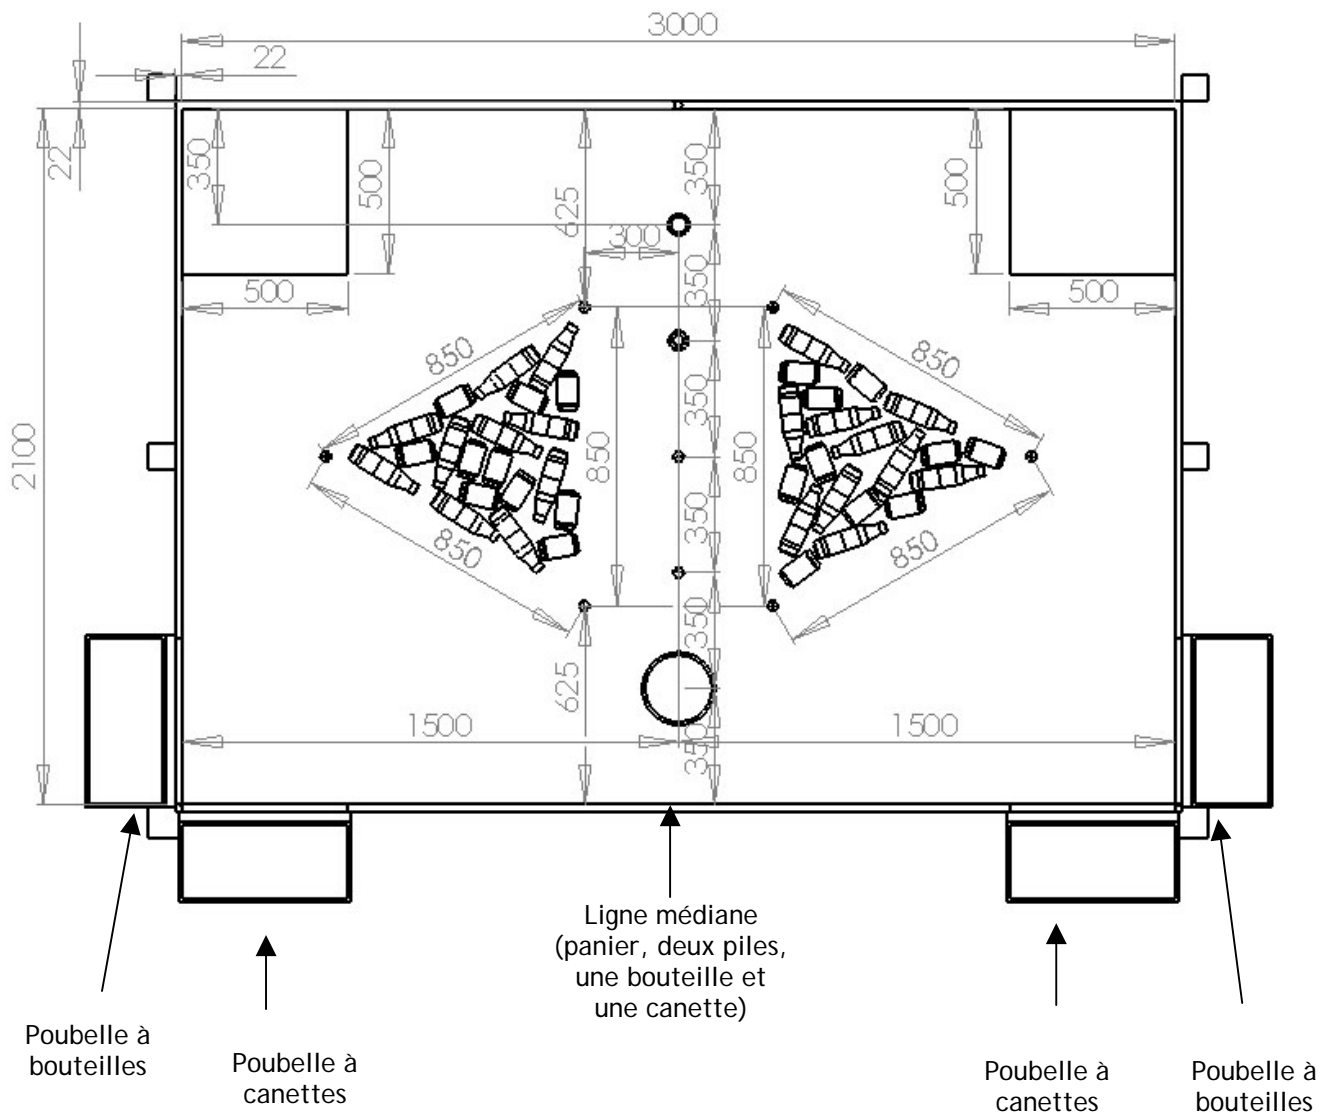 3000
22
350
350
22
500
625
500
300
350
500
500
850
850
350
2100
850
850
850
850
350
350
625
1500
1500
350
Ligne médiane
(panier, deux piles,
une bouteille et
une canette)
Poubelle à
bouteilles
Poubelle à
canettes
Poubelle à
canettes
Poubelle à
bouteilles